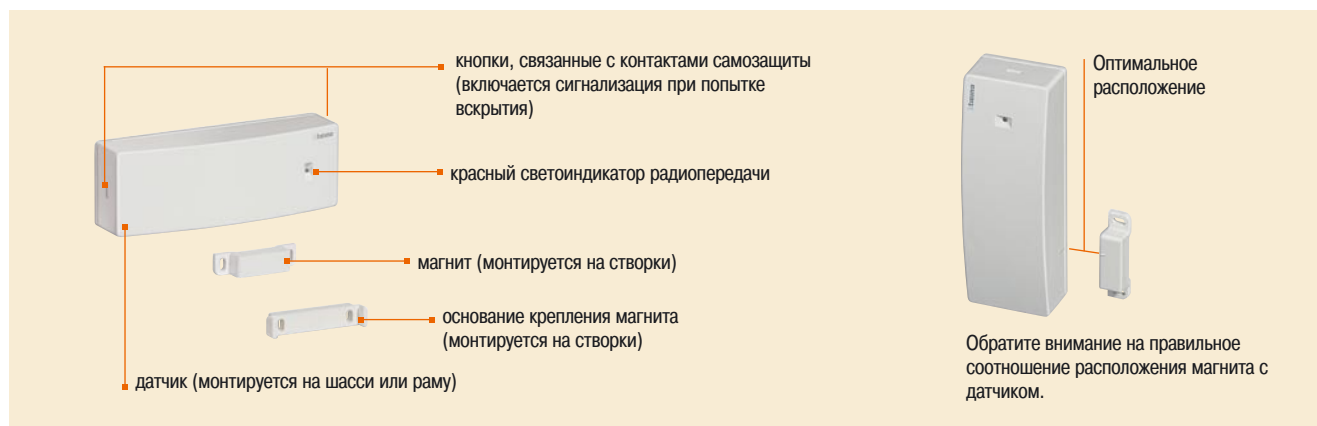 кнопки, связанные с контактами самозащиты
(включается сигнализация при попытке
вскрытия)
красный светоиндикатор радиопередачи
магнит (монтируется на створки)
основание крепления магнита
(монтируется на створки)
датчик (монтируется на шасси или раму)
Оптимальное
расположение
Обратите внимание на правильное
соотношение расположения магнита с
датчиком.